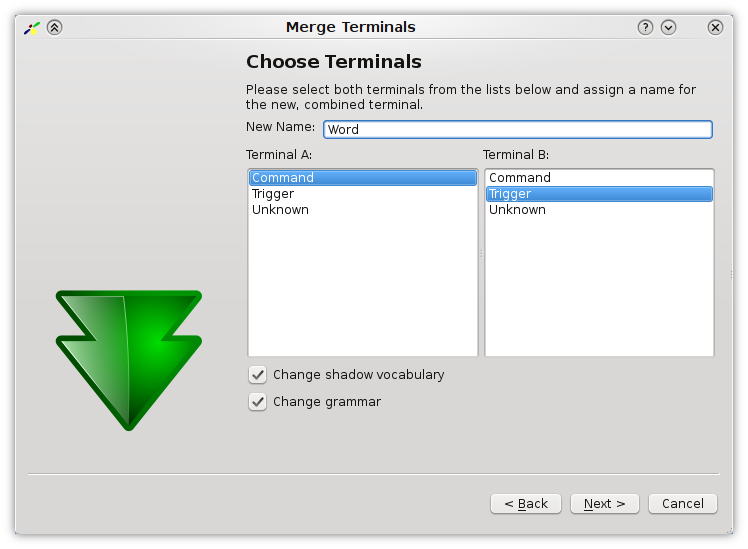 Merge Terminals
Choose Terminals
Please select both terminals from the lists below and assign a name for
the new, combined terminal.
New Name: Word
Terminal A: Terminal B:
Command Command
Trigger Trigger
Unknown Unknown
Change shadow vocabulary
Change grammar
< Back Next > Cancel